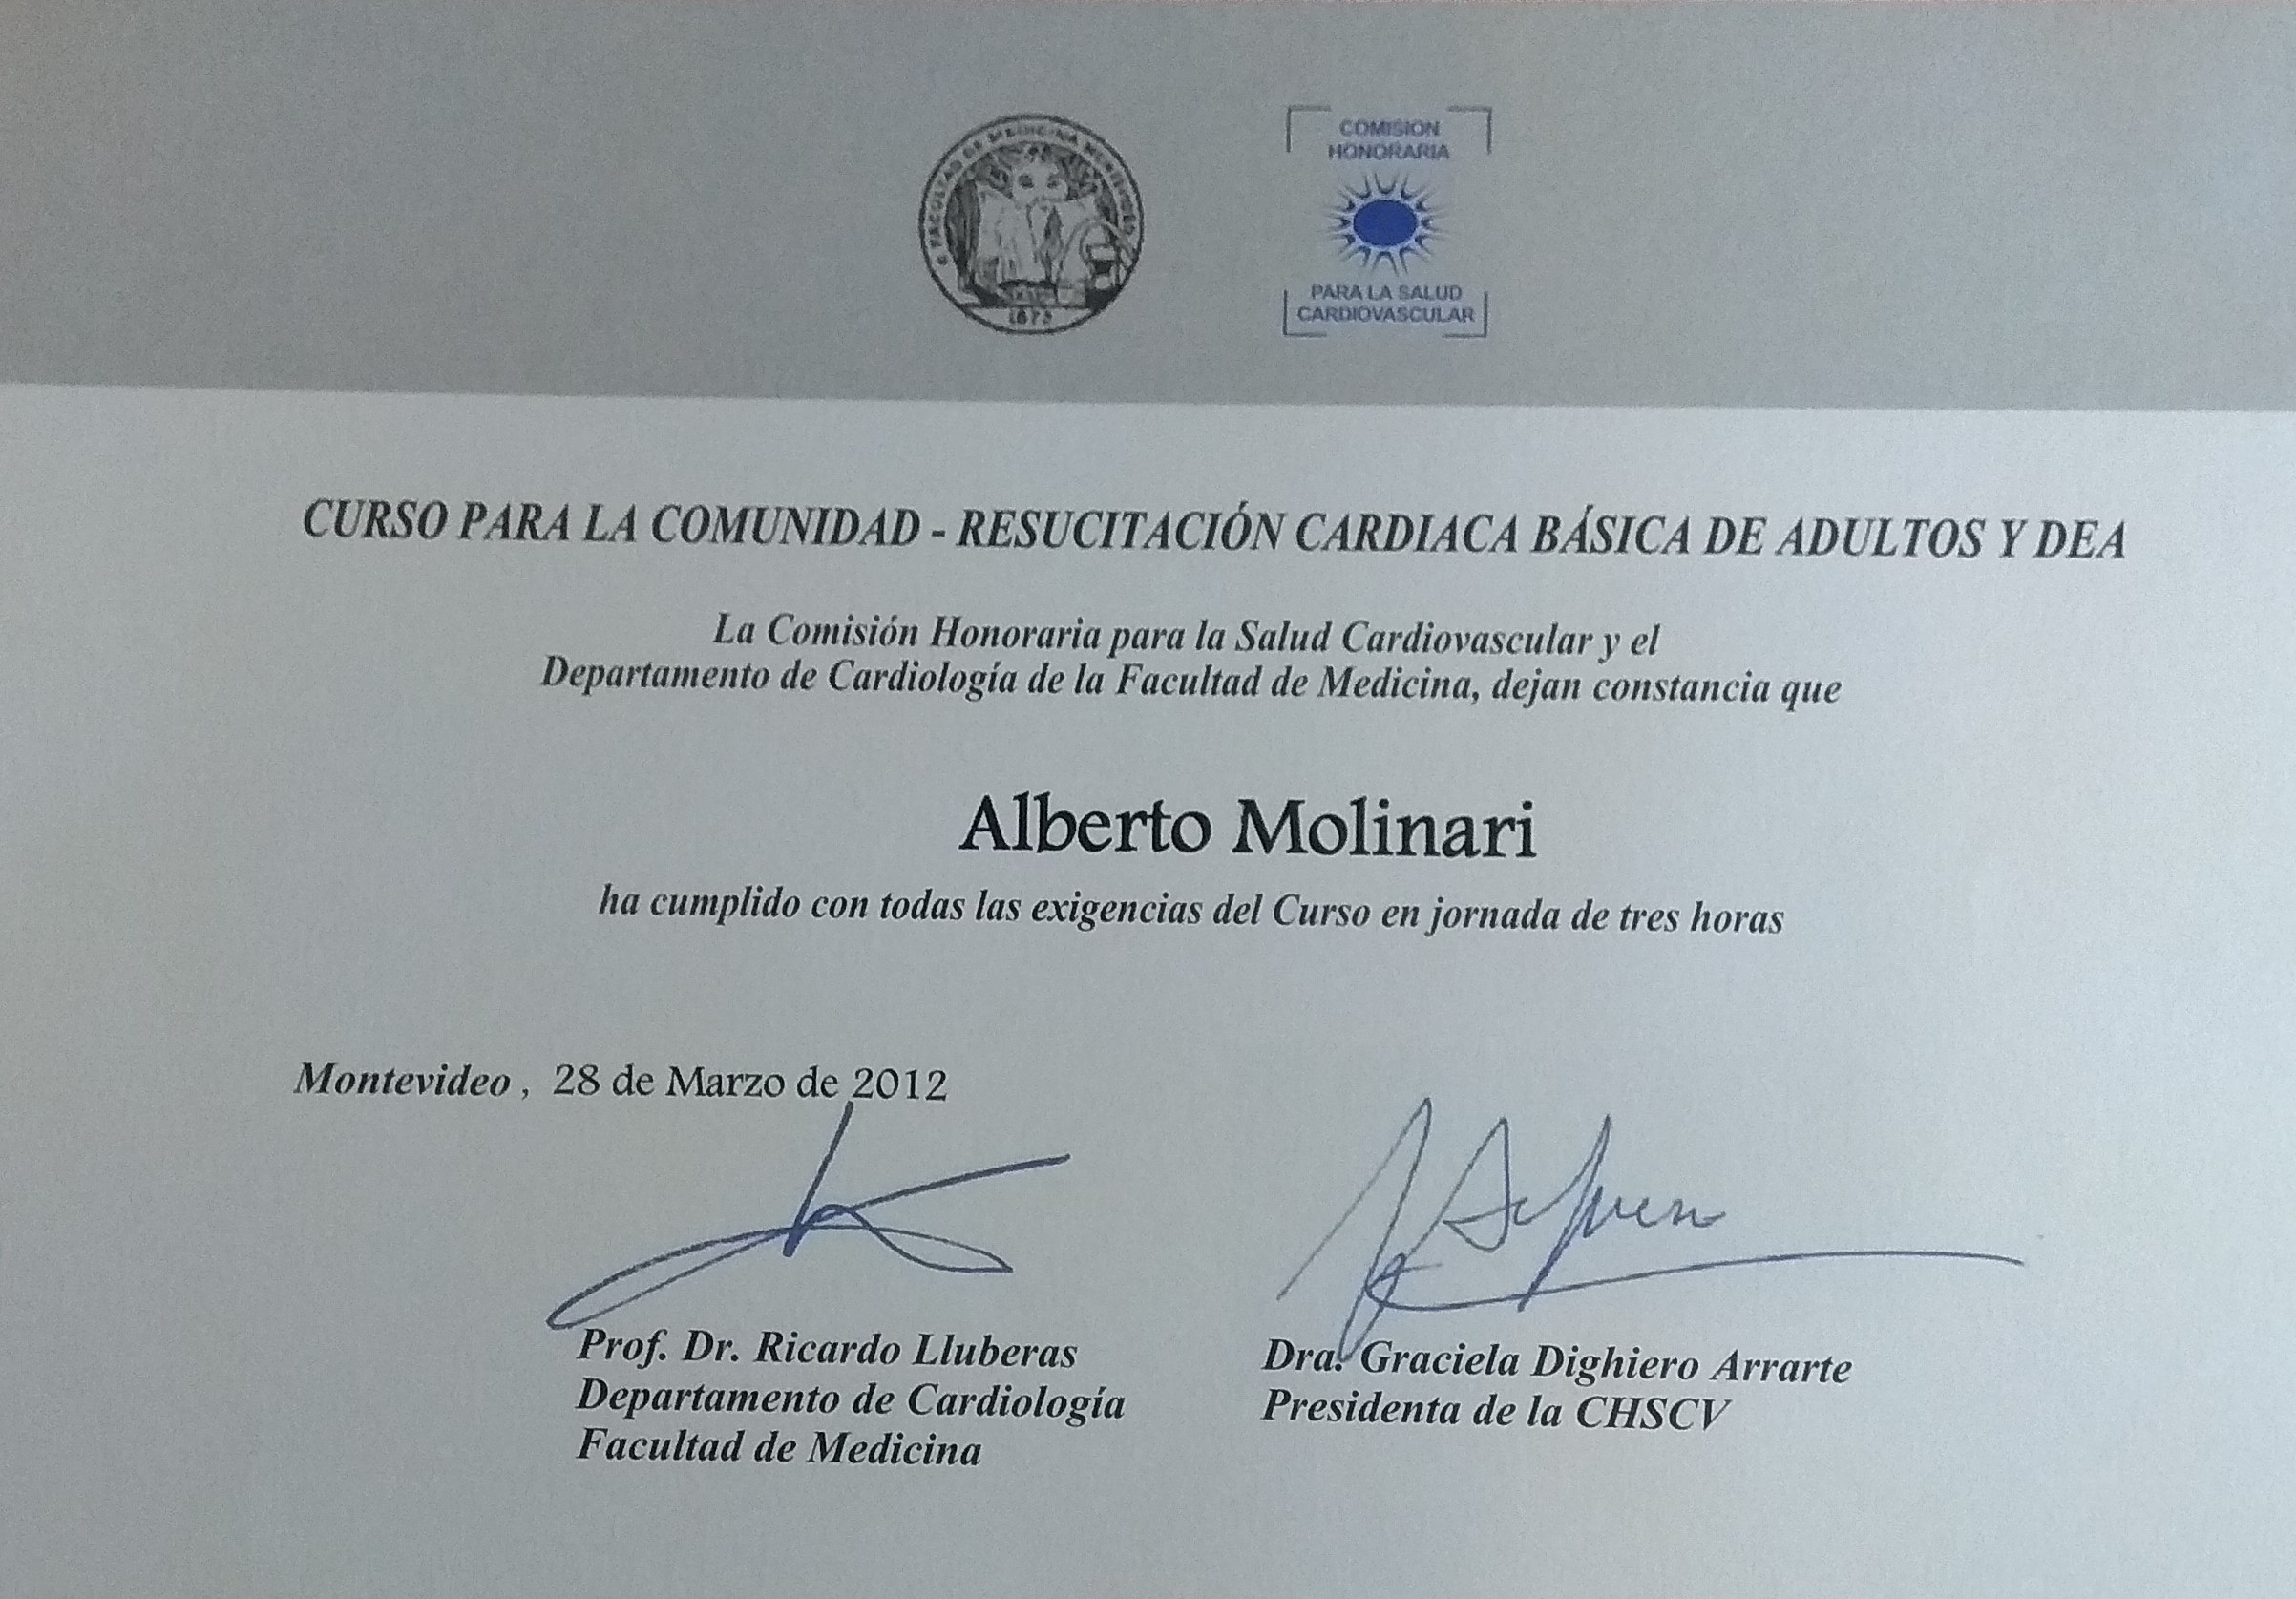 FACULTAD DE MEDICINA MONTEVIDEO
COMISION
HONORARIA
PARA LA SALUD
CARDIOVASCULAR
CURSO PARA LA COMUNIDAD - RESUCITACIÓN CARDIACA BÁSICA DE ADULTOS Y DEA
La Comisión Honoraria para la Salud Cardiovascular y el
Departamento de Cardiología de la Facultad de Medicina, dejan constancia que
Alberto Molinari
ha cumplido con todas las exigencias del Curso en jornada de tres horas
Montevideo , 28 de Marzo de 2012
Prof. Dr. Ricardo Lluberas
Departamento de Cardiología
Facultad de Medicina
Dra. Graciela Dighiero Arrarte
Presidenta de la CHSCV